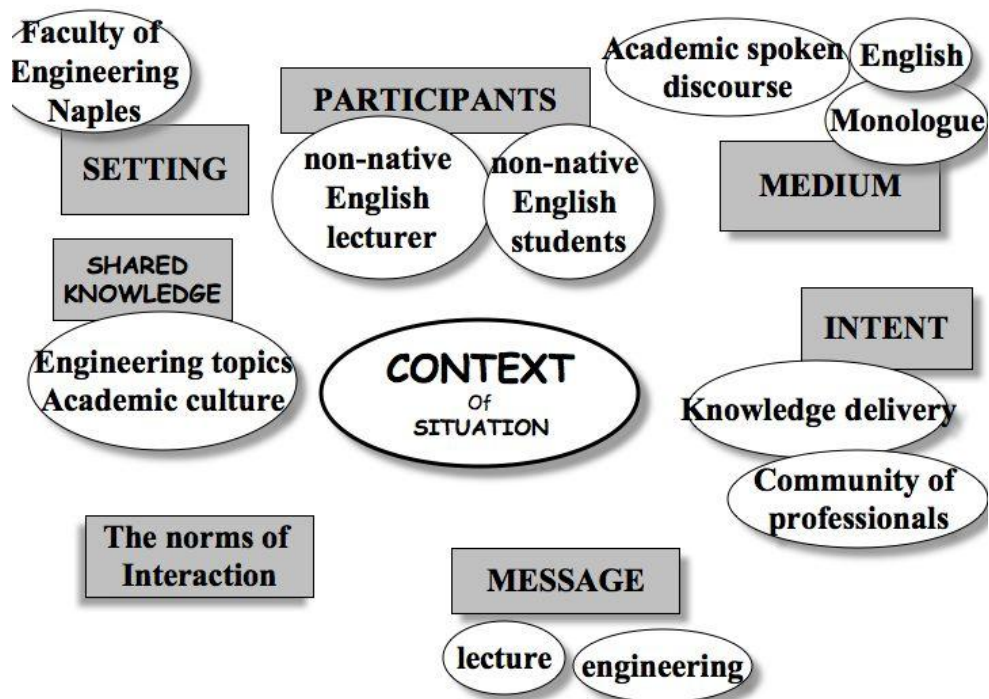 Faculty of
Engineering
Naples
SETTING
PARTICIPANTS
non-native
English
lecturer
non-native
English
students
Academic spoken
discourse
English
Monologue
MEDIUM
SHARED
KNOWLEDGE
Engineering topics
Academic culture
CONTEXT
Of
SITUATION
INTENT
Knowledge delivery
Community of
professionals
The norms of
Interaction
MESSAGE
lecture
engineering